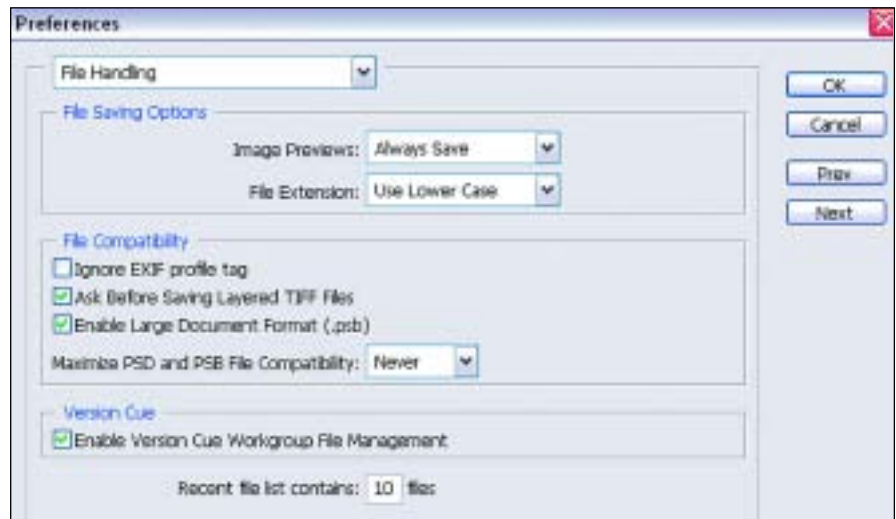 Preferences
File Handling
OK
File Saving Options
Cancel
Image Previews: Always Save
Prev
File Extension: Use Lower Case
Next
File Compatibility
Ignore EXIF profile tag
Ask Before Saving Layered TIFF Files
Enable Large Document Format (.psb)
Maximize PSD and PSB File Compatibility: Never
Version Cue
Enable Version Cue Workgroup File Management
Recent file list contains: 10 files